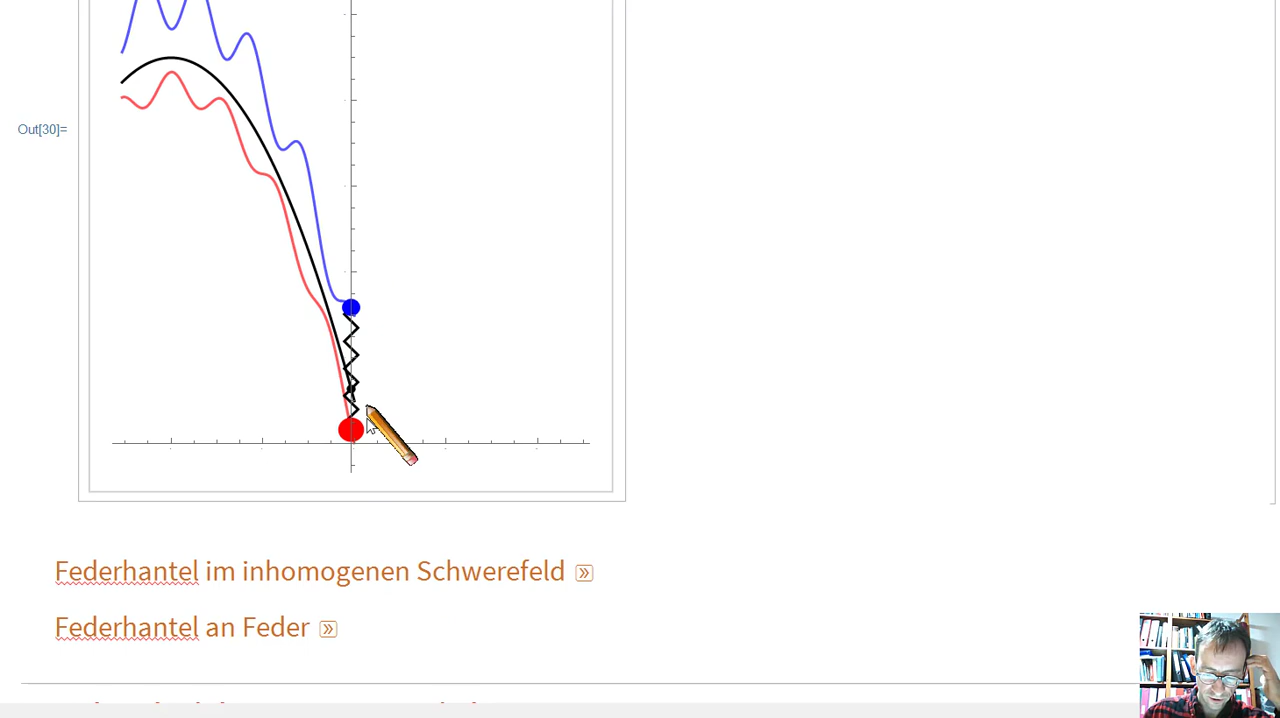 Out[30]=
Federhantel im inhomogenen Schwerefeld
Federhantel an Feder